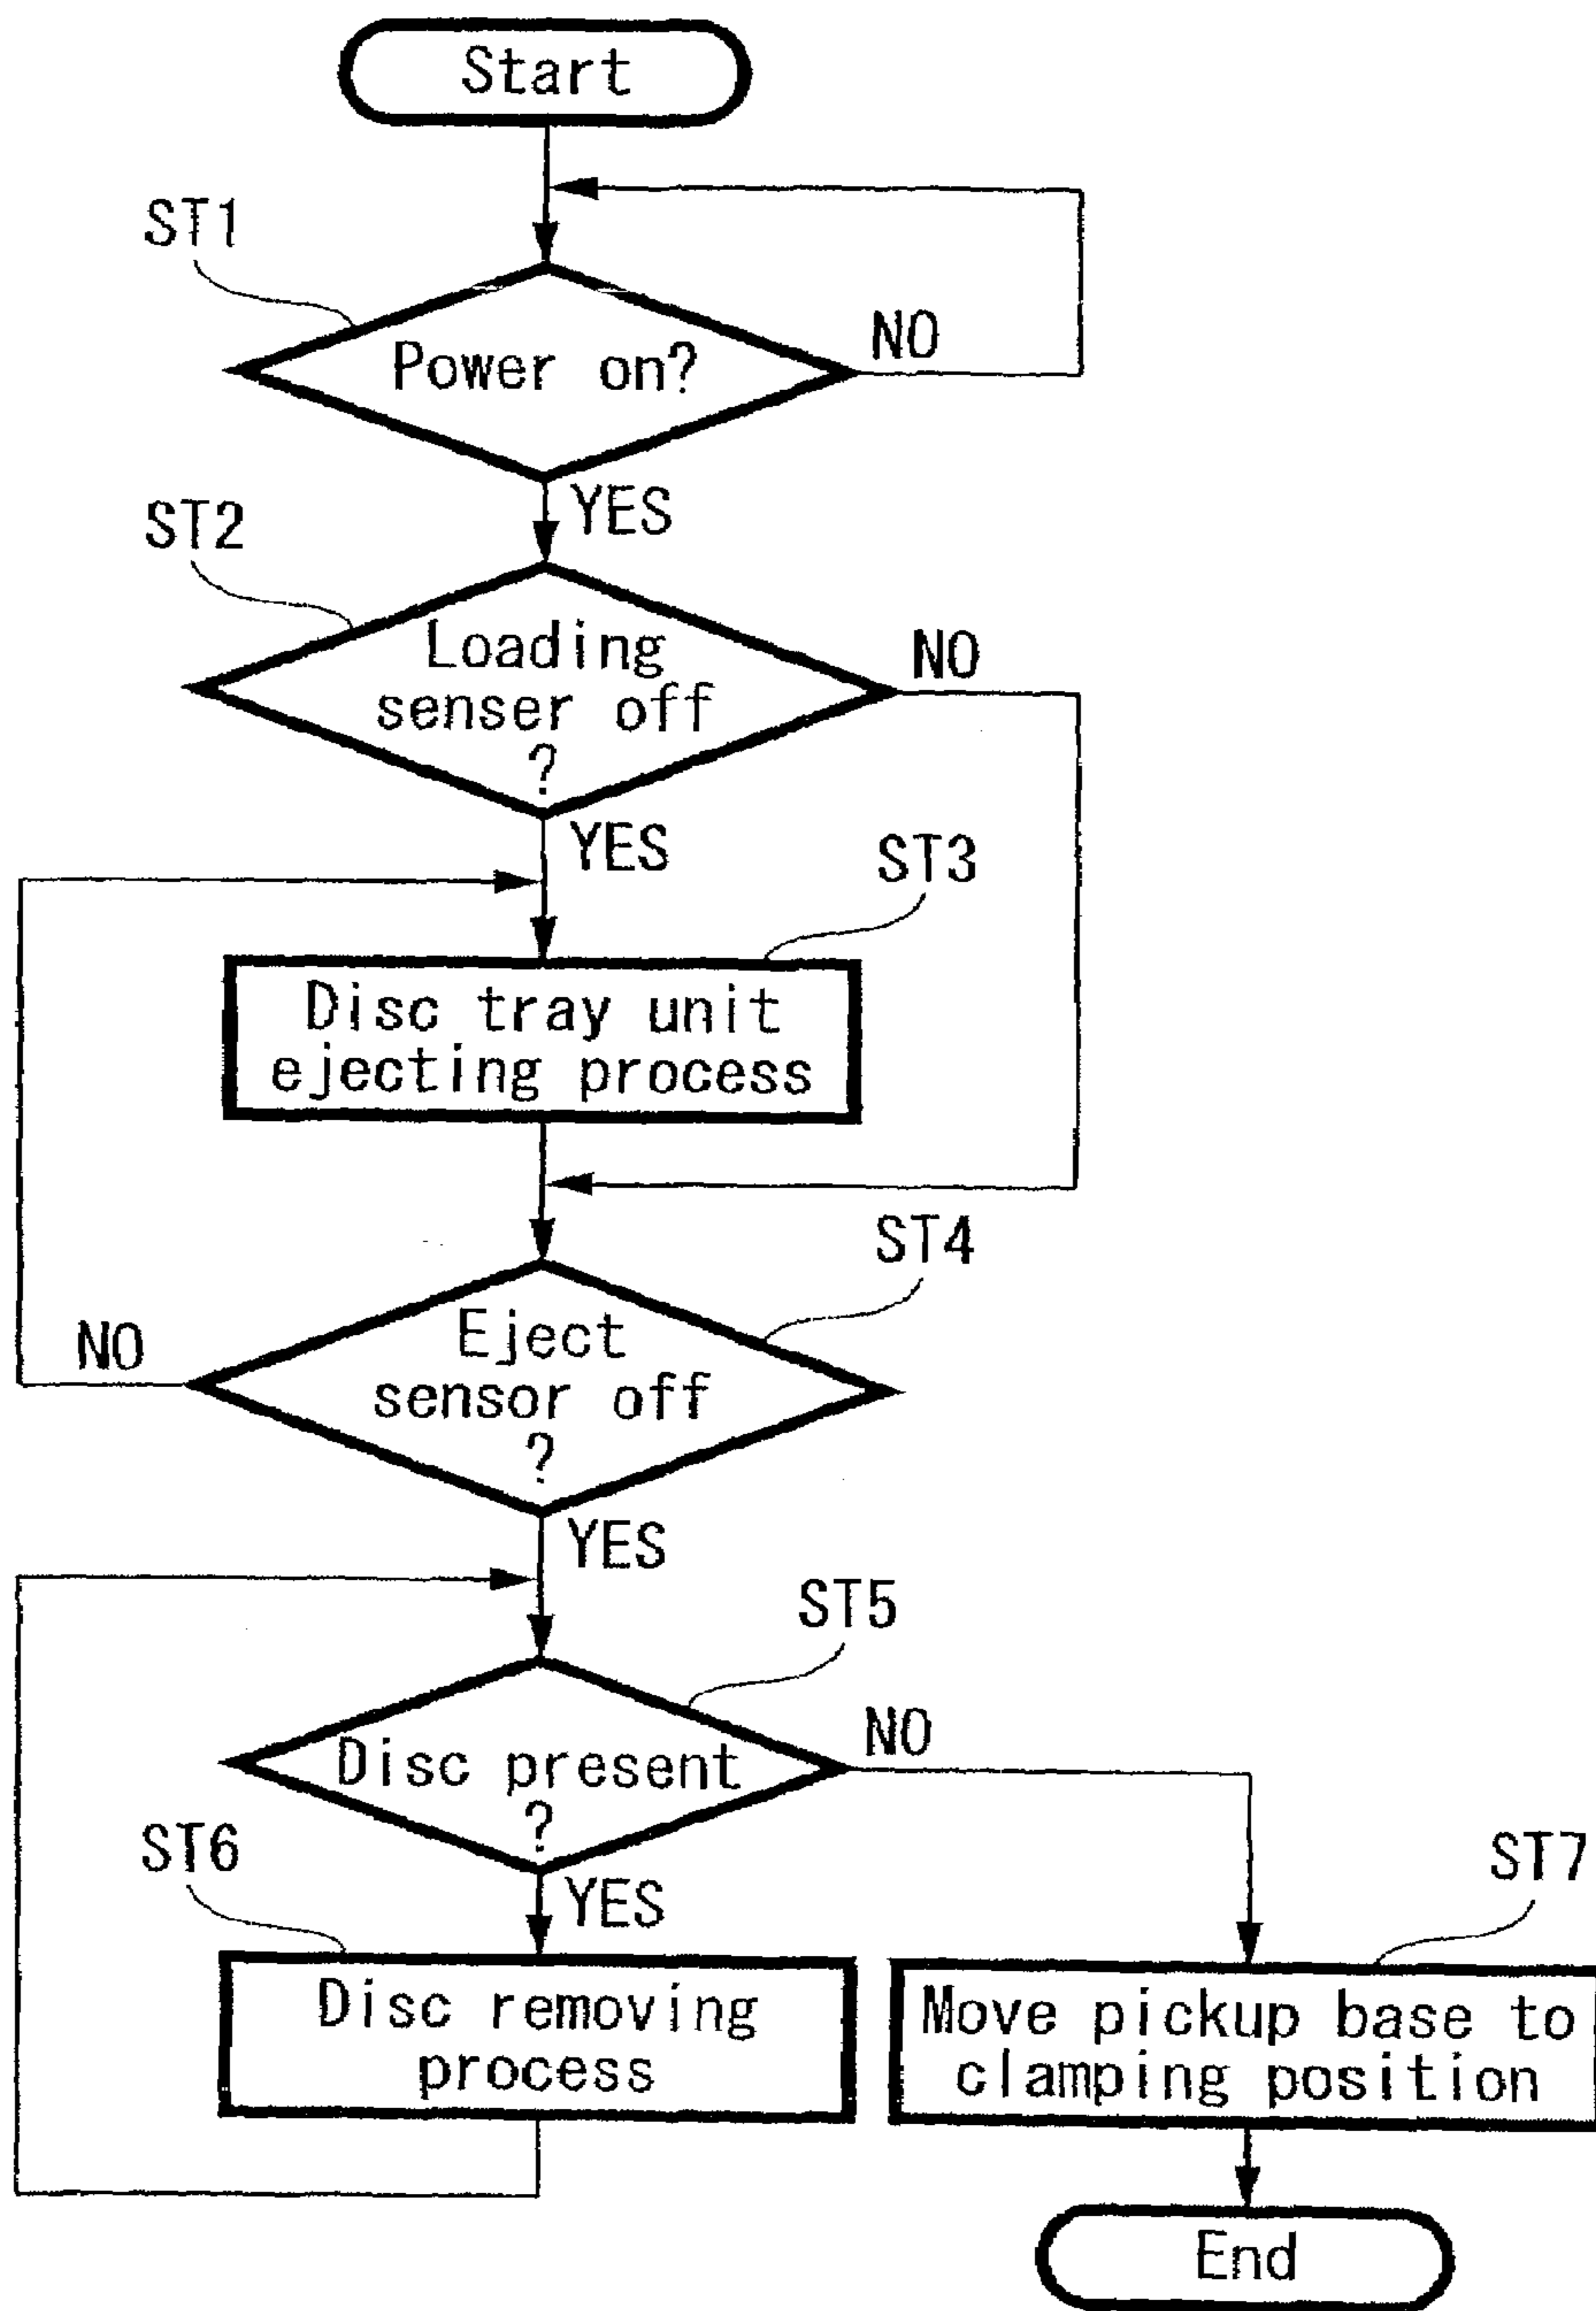 Start
ST1
Power on?
NO
YES
ST2
Loading
senser off
?
NO
YES
ST3
Disc tray unit
ejecting process
ST4
Eject
sensor off
?
NO
YES
ST5
Disc present
?
NO
YES
ST6
Disc removing
process
ST7
Move pickup base to
clamping position
End